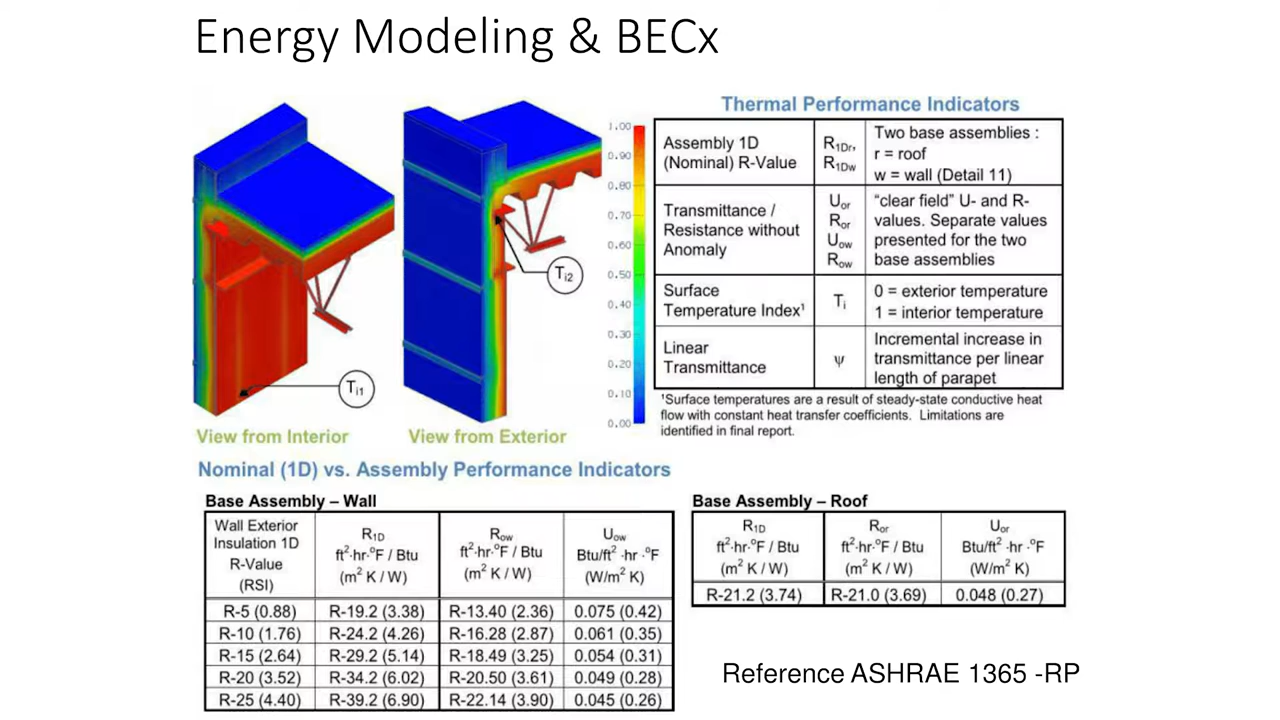 Energy Modeling & BECx
Thermal Performance Indicators
Assembly 1D
(Nominal) R-Value
R1Dr,
R1Dw
Two base assemblies :
r = roof
w = wall (Detail 11)
Transmittance /
Resistance without
Anomaly
Uor
Ror
Uow
Row
“clear field” U- and R-
values. Separate values
presented for the two
base assemblies
Surface
Temperature Index¹
Ti
0 = exterior temperature
1 = interior temperature
Linear
Transmittance
ψ
Incremental increase in
transmittance per linear
length of parapet
¹Surface temperatures are a result of steady-state conductive heat
flow with constant heat transfer coefficients. Limitations are
identified in final report.
1.00
0.90
0.80
0.70
0.60
0.50
0.40
0.30
0.20
0.10
0.00
Ti1
Ti2
View from Interior
View from Exterior
Nominal (1D) vs. Assembly Performance Indicators
Base Assembly – Wall
Wall Exterior
Insulation 1D
R-Value
(RSI)
R1D
ft²·hr·ºF / Btu
(m² K / W)
Row
ft²·hr·ºF / Btu
(m² K / W)
Uow
Btu/ft² ·hr ·ºF
(W/m² K)
R-5 (0.88) R-19.2 (3.38) R-13.40 (2.36) 0.075 (0.42)
R-10 (1.76) R-24.2 (4.26) R-16.28 (2.87) 0.061 (0.35)
R-15 (2.64) R-29.2 (5.14) R-18.49 (3.25) 0.054 (0.31)
R-20 (3.52) R-34.2 (6.02) R-20.50 (3.61) 0.049 (0.28)
R-25 (4.40) R-39.2 (6.90) R-22.14 (3.90) 0.045 (0.26)
Base Assembly – Roof
R1D
ft²·hr·ºF / Btu
(m² K / W)
Ror
ft²·hr·ºF / Btu
(m² K / W)
Uor
Btu/ft² ·hr ·ºF
(W/m² K)
R-21.2 (3.74) R-21.0 (3.69) 0.048 (0.27)
Reference ASHRAE 1365 -RP